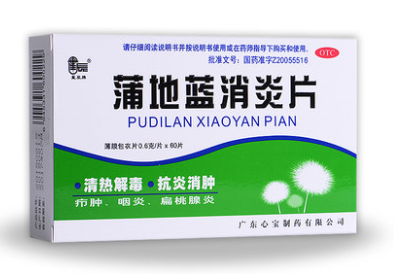 请仔细阅读说明书并按说明书使用或在药师指导下购买和使用。
批准文号：国药准字Z20055516
OTC
蒲地蓝消炎片
PUDILAN XIAOYAN PIAN
薄膜包衣片0.6克/片 x 60片
·清热解毒·抗炎消肿
疖肿、咽炎、扁桃腺炎
广东心宝制药有限公司